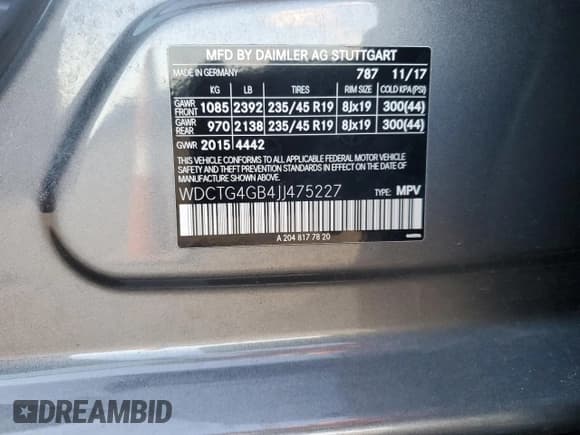 MFD BY DAIMLER AG STUTTGART
MADE IN GERMANY 787 11/17
KG LB TIRES RIM SIZE COLD KPA (PSI)
GAWR FRONT 1085 2392 235/45 R19 8Jx19 300(44)
GAWR REAR 970 2138 235/45 R19 8Jx19 300(44)
GVWR 2015 4442
THIS VEHICLE CONFORMS TO ALL APPLICABLE FEDERAL MOTOR VEHICLE
SAFETY STANDARDS IN EFFECT ON THE DATE OF
MANUFACTURE SHOWN ABOVE.
WDCTG4GB4JJ475227 TYPE: MPV
A 204 817 78 20
DREAMBID